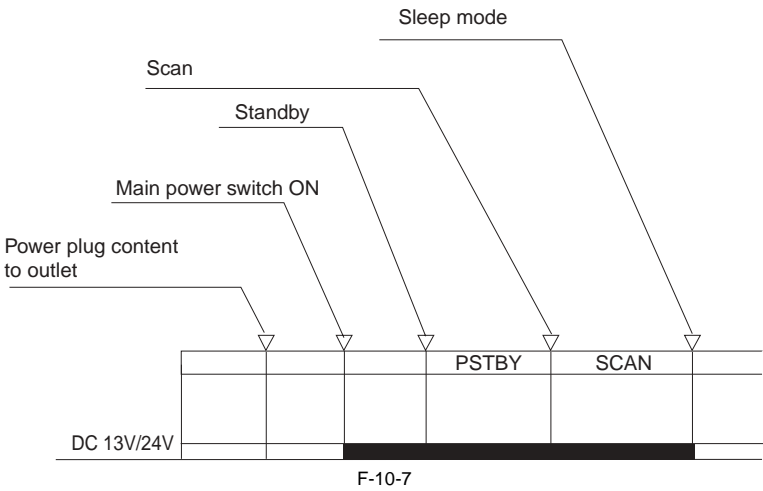 Sleep mode
Scan
Standby
Main power switch ON
Power plug content
to outlet
PSTBY SCAN
DC 13V/24V
F-10-7